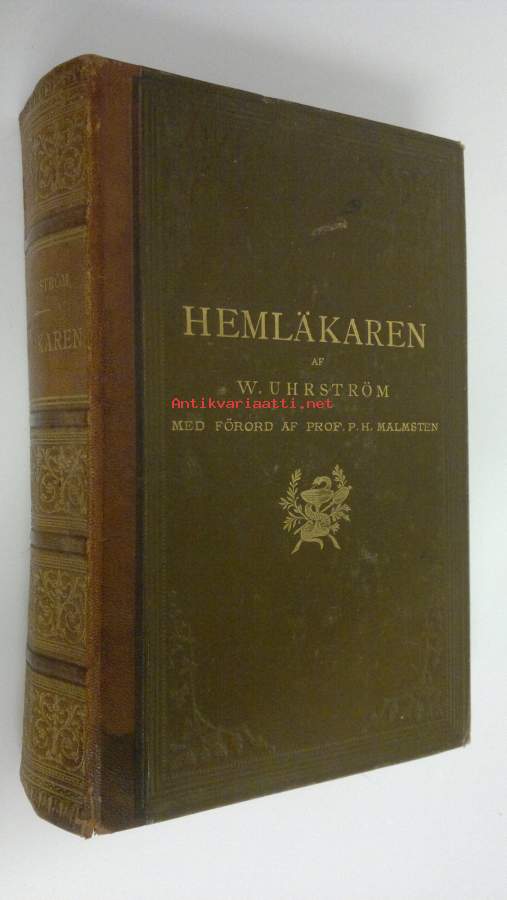 STRÖM
KAREN
HEMLÄKAREN
AF
W. UHRSTRÖM
Antikvariaatti.net
MED FÖRORD AF PROF. P. H. MALMSTEN